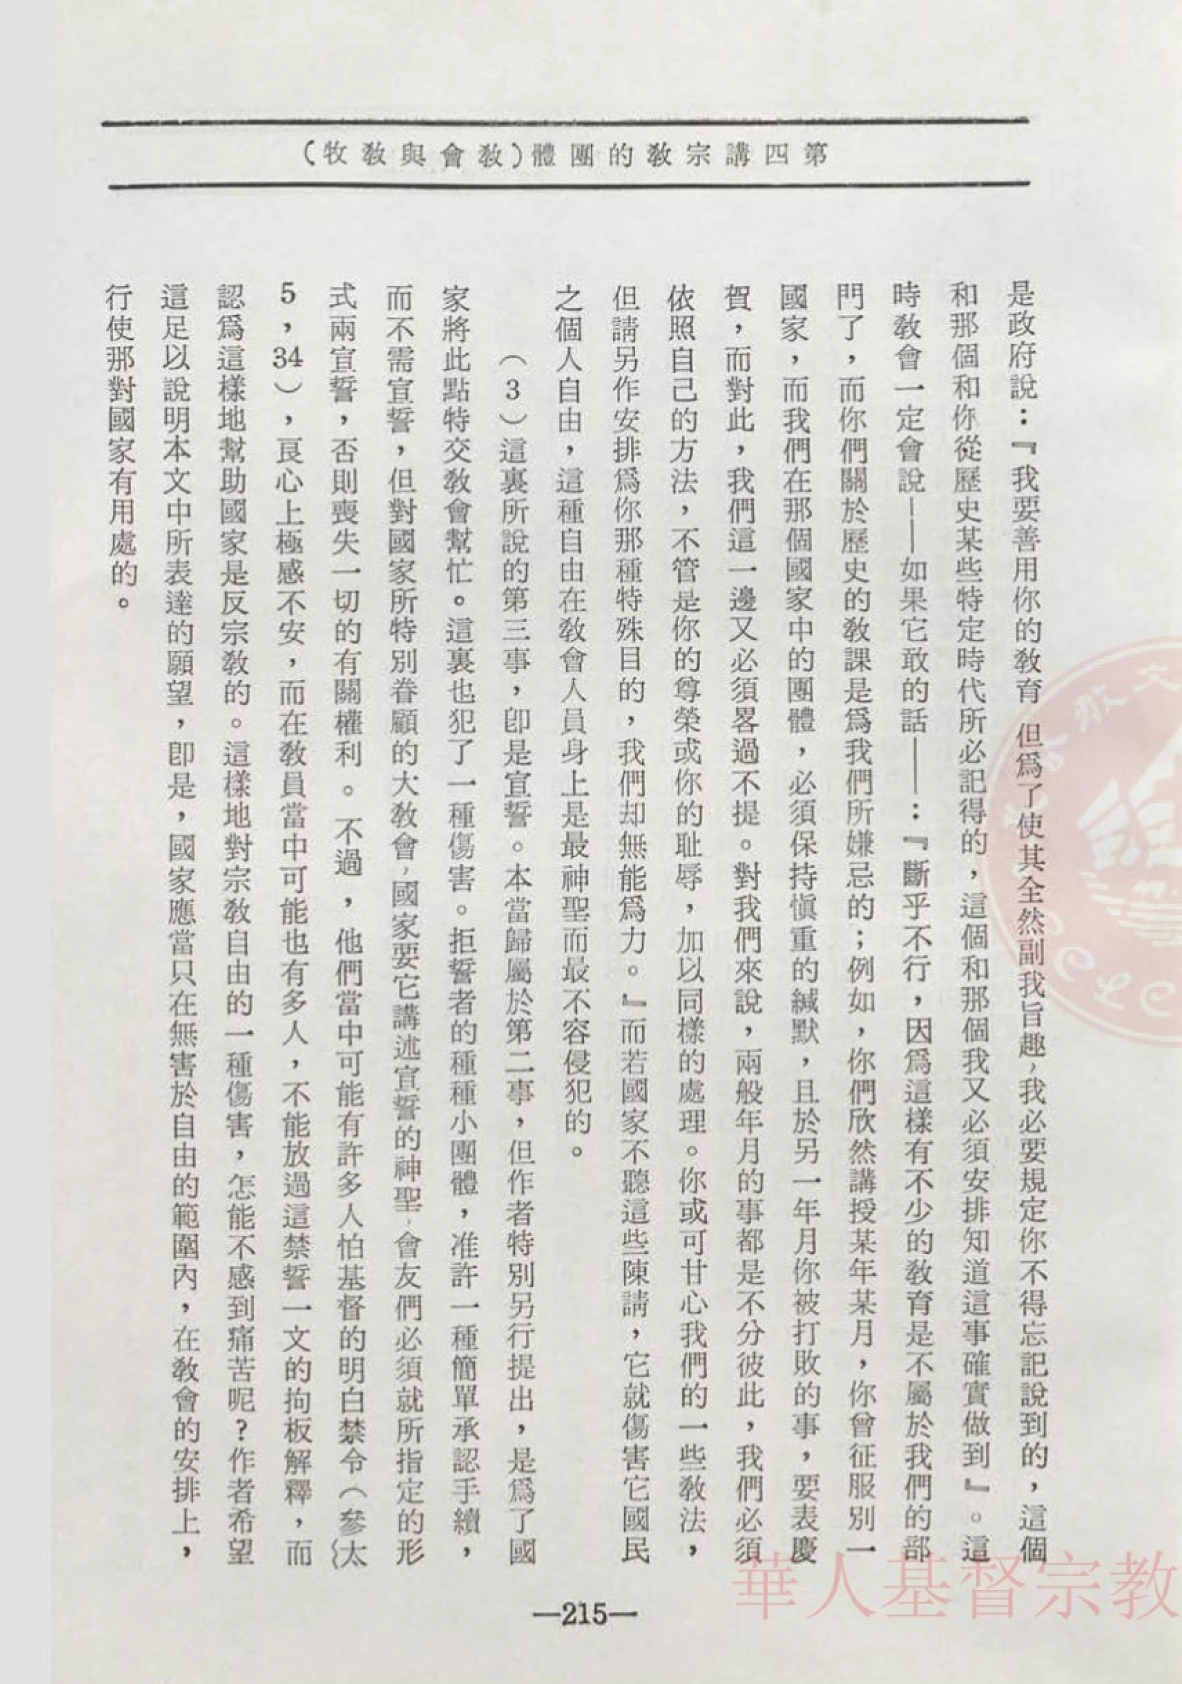 第四講宗敎的團體(敎會與敎牧)
是政府說：『我要善用你的敎育 但爲了使其全然副我旨趣，我必要規定你不得忘記說到的，這個
和那個和你從歷史某些特定時代所必記得的，這個和那個我又必須安排知道這事確實做到』。這
時敎會一定會說——如果它敢的話——：『斷乎不行，因爲這樣有不少的敎育是不屬於我們的部
門了，而你們關於歷史的敎課是爲我們所嫌忌的；例如，你們欣然講授某年某月，你曾征服別一
國家，而我們在那個國家中的團體，必須保持愼重的緘默，且於另一年月你被打敗的事，要表慶
賀，而對此，我們這一邊又必須畧過不提。對我們來說，兩般年月的事都是不分彼此，我們必須
依照自己的方法，不管是你的尊榮或你的耻辱，加以同樣的處理。你或可甘心我們的一些敎法，
但請另作安排爲你那種特殊目的，我們却無能爲力。』而若國家不聽這些陳請，它就傷害它國民
之個人自由，這種自由在敎會人員身上是最神聖而最不容侵犯的。
（3）這裏所說的第三事，卽是宣誓。本當歸屬於第二事，但作者特別另行提出，是爲了國
家將此點特交敎會幫忙。這裏也犯了一種傷害。拒誓者的種種小團體，准許一種簡單承認手續，
而不需宣誓，但對國家所特別眷顧的大敎會，國家要它講述宣誓的神聖，會友們必須就所指定的形
式兩宣誓，否則喪失一切的有關權利。不過，他們當中可能有許多人怕基督的明白禁令（參太
5，34），良心上極感不安，而在敎員當中可能也有多人，不能放過這禁誓一文的拘板解釋，而
認爲這樣地幫助國家是反宗敎的。這樣地對宗敎自由的一種傷害，怎能不感到痛苦呢？作者希望
這足以說明本文中所表達的願望，卽是，國家應當只在無害於自由的範圍內，在敎會的安排上，
行使那對國家有用處的。
—215—
華人基督宗教